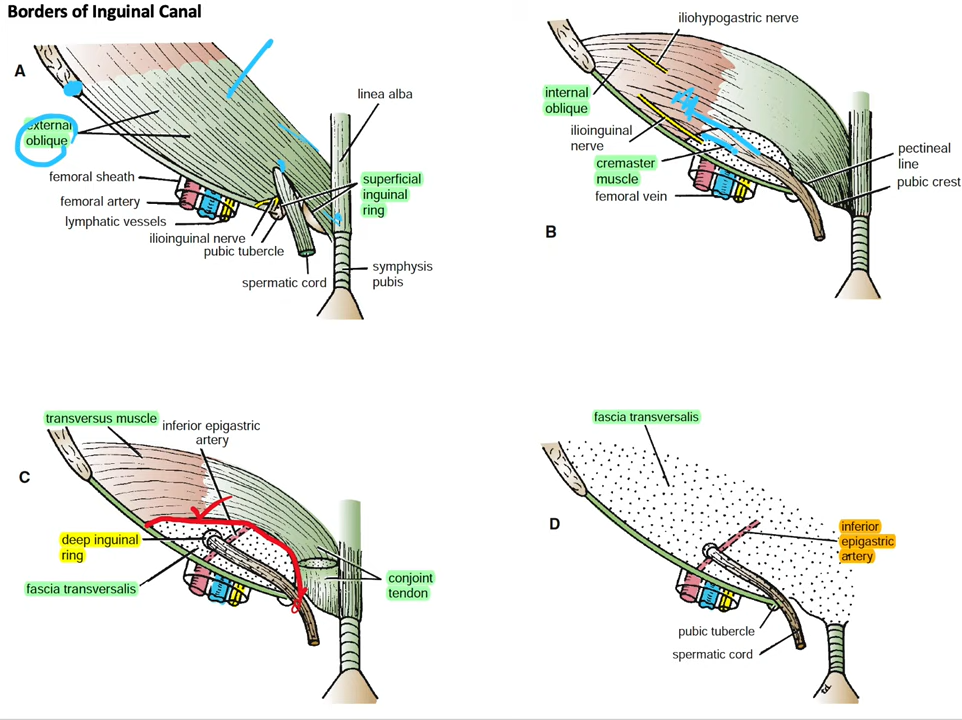 Borders of Inguinal Canal
A
external
oblique
linea alba
femoral sheath
femoral artery
lymphatic vessels
ilioinguinal nerve
pubic tubercle
spermatic cord
superficial
inguinal
ring
symphysis
pubis
iliohypogastric nerve
internal
oblique
ilioinguinal
nerve
cremaster
muscle
femoral vein
pectineal
line
pubic crest
B
transversus muscle
inferior epigastric
artery
C
deep inguinal
ring
fascia transversalis
conjoint
tendon
fascia transversalis
D
inferior
epigastric
artery
pubic tubercle
spermatic cord